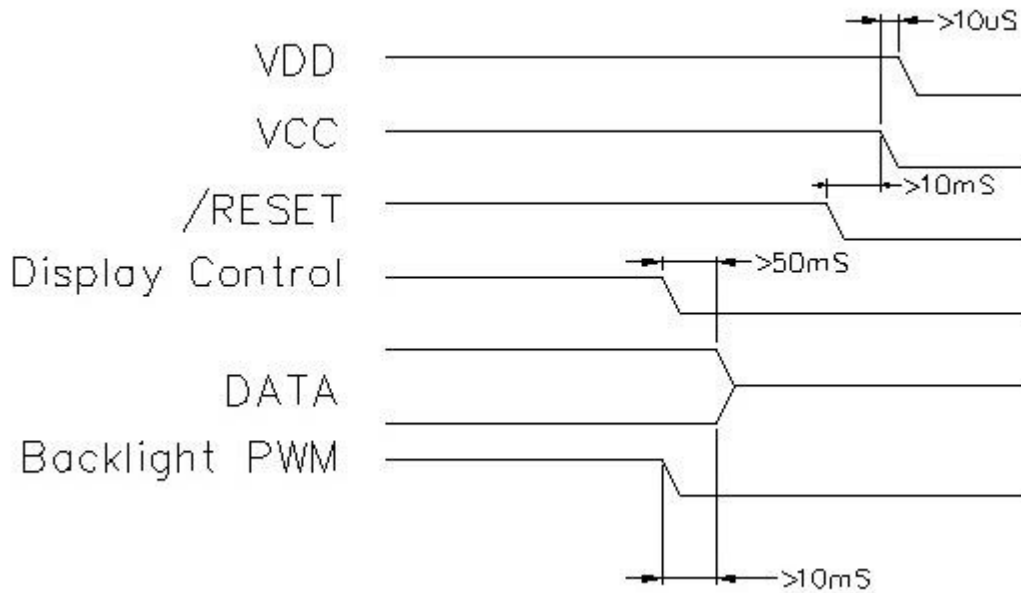 >10uS
VDD
VCC
>10mS
/RESET
Display Control
>50mS
DATA
Backlight PWM
>10mS